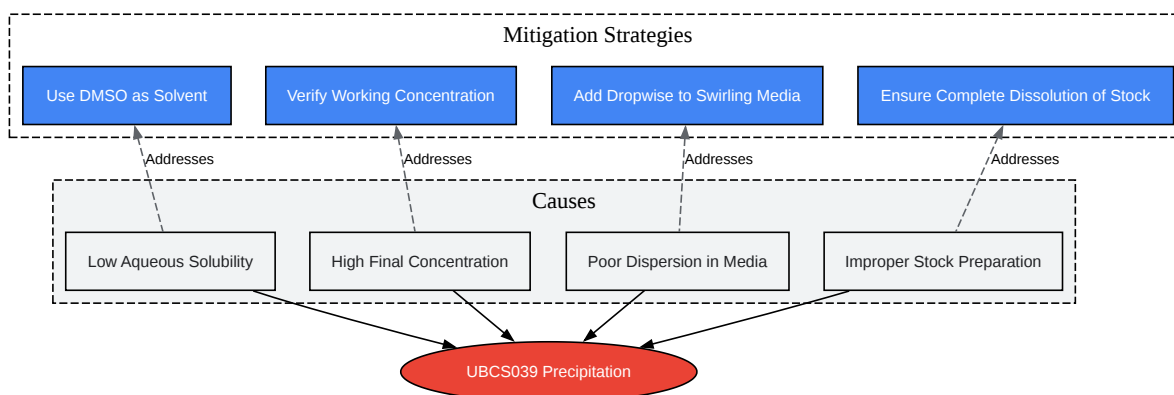 Mitigation Strategies
Use DMSO as Solvent
Verify Working Concentration
Add Dropwise to Swirling Media
Ensure Complete Dissolution of Stock
Addresses
Addresses
Addresses
Addresses
Causes
Low Aqueous Solubility
High Final Concentration
Poor Dispersion in Media
Improper Stock Preparation
UBCS039 Precipitation